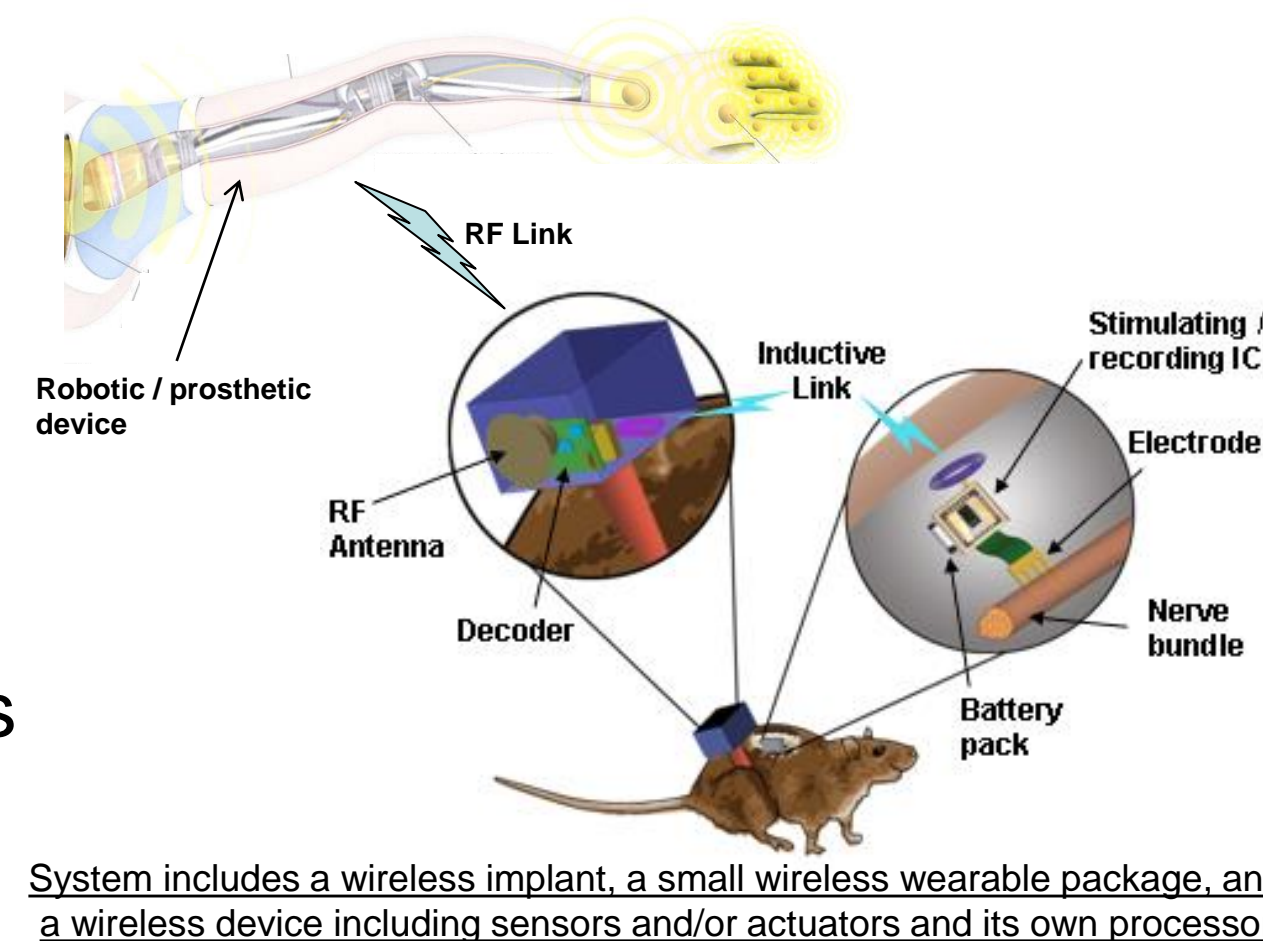 RF Link
Robotic / prosthetic
device
Inductive
Link
Stimulating /
recording IC
Electrode
RF
Antenna
Decoder
Nerve
bundle
Battery
pack
s
System includes a wireless implant, a small wireless wearable package, an
a wireless device including sensors and/or actuators and its own processo